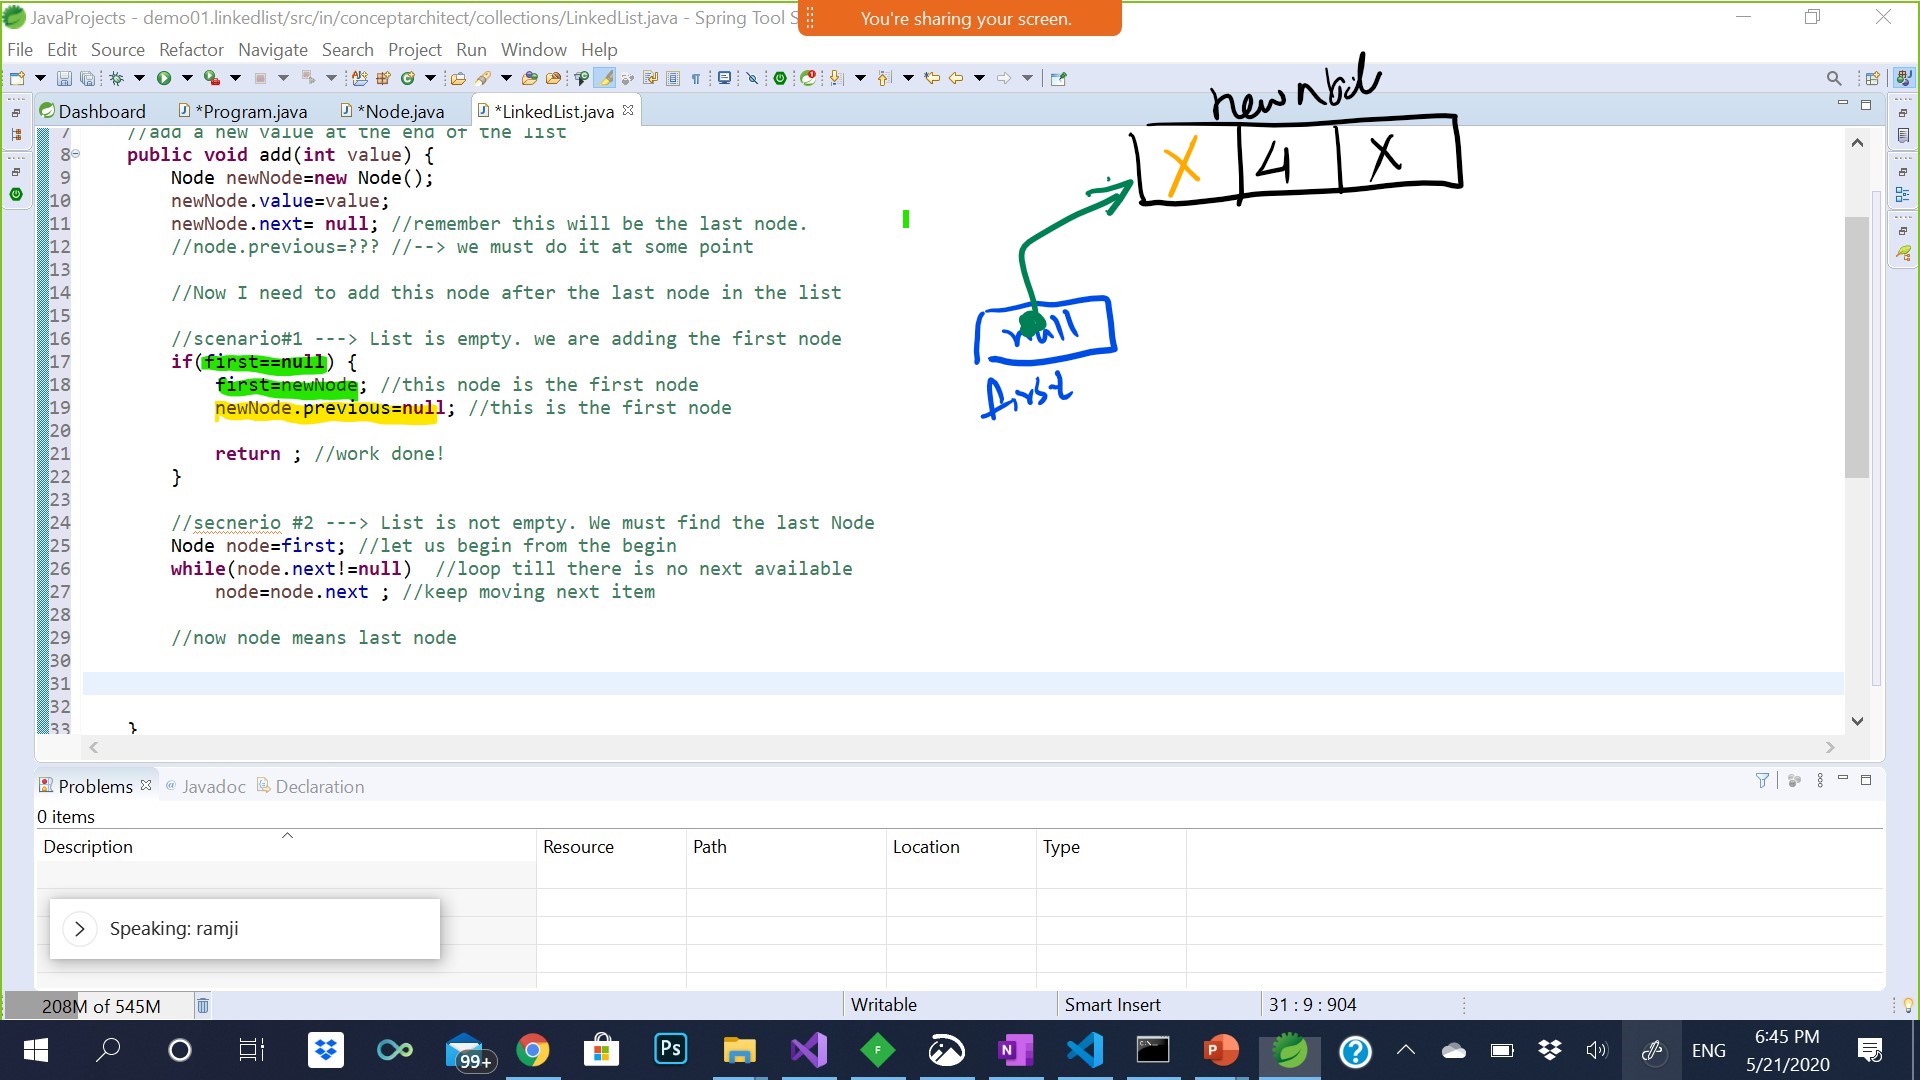 JavaProjects - demo01.linkedlist/src/in/conceptarchitect/collections/LinkedList.java - Spring Tool S
You're sharing your screen.
File Edit Source Refactor Navigate Search Project Run Window Help
Dashboard *Program.java *Node.java *LinkedList.java
newNod
X 4 X
7 //add a new value at the end of the list
8 public void add(int value) {
9 Node newNode=new Node();
10 newNode.value=value;
11 newNode.next= null; //remember this will be the last node.
12 //node.previous=??? //--> we must do it at some point
13
14 //Now I need to add this node after the last node in the list
15
16 //scenario#1 ---> List is empty. we are adding the first node
17 if(first==null) {
18 first=newNode; //this node is the first node
19 newNode.previous=null; //this is the first node
20
21 return ; //work done!
22 }
23
24 //secnerio #2 ---> List is not empty. We must find the last Node
25 Node node=first; //let us begin from the begin
26 while(node.next!=null) //loop till there is no next available
27 node=node.next ; //keep moving next item
28
29 //now node means last node
30
31
32
33 }
null
first
Problems @ Javadoc Declaration
0 items
Description Resource Path Location Type
Speaking: ramji
208M of 545M Writable Smart Insert 31 : 9 : 904
99+ Ps F N P ? ENG 6:45 PM
5/21/2020